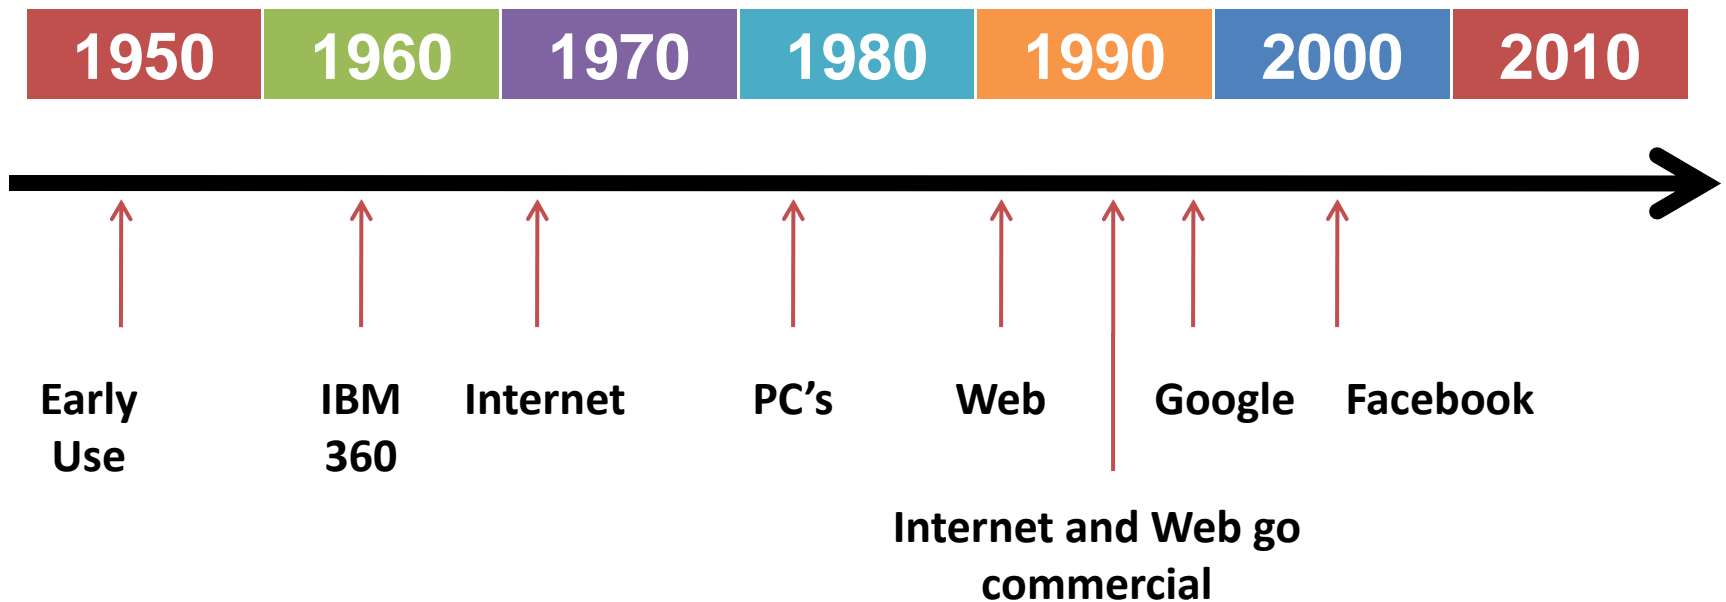 1950 1960 1970 1980 1990 2000 2010
Early IBM Internet PC’s Web Google Facebook
Use 360
Internet and Web go
commercial